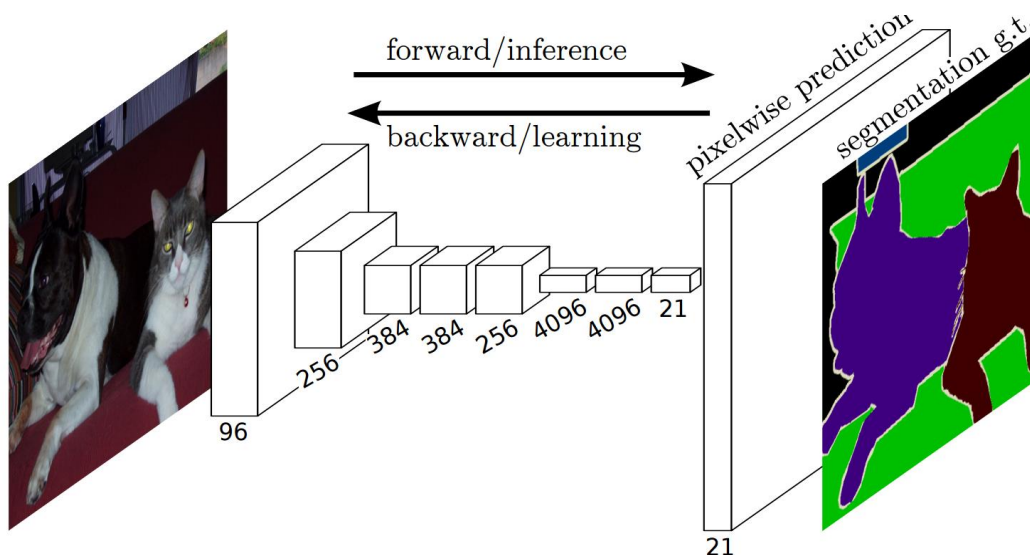 forward/inference
backward/learning
pixelwise prediction
segmentation g.t.
96
256
384
384
256
4096
4096
21
21